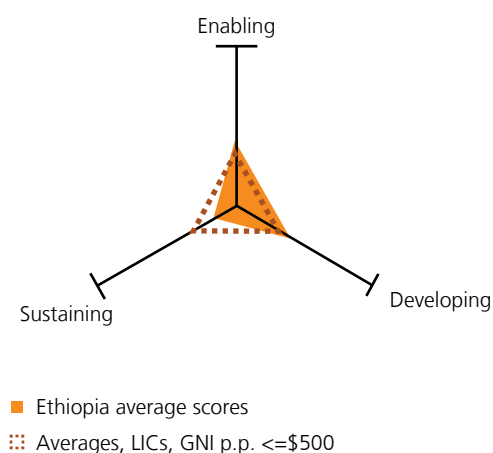 Enabling
Developing
Sustaining
Ethiopia average scores
Averages, LICs, GNI p.p. <=$500